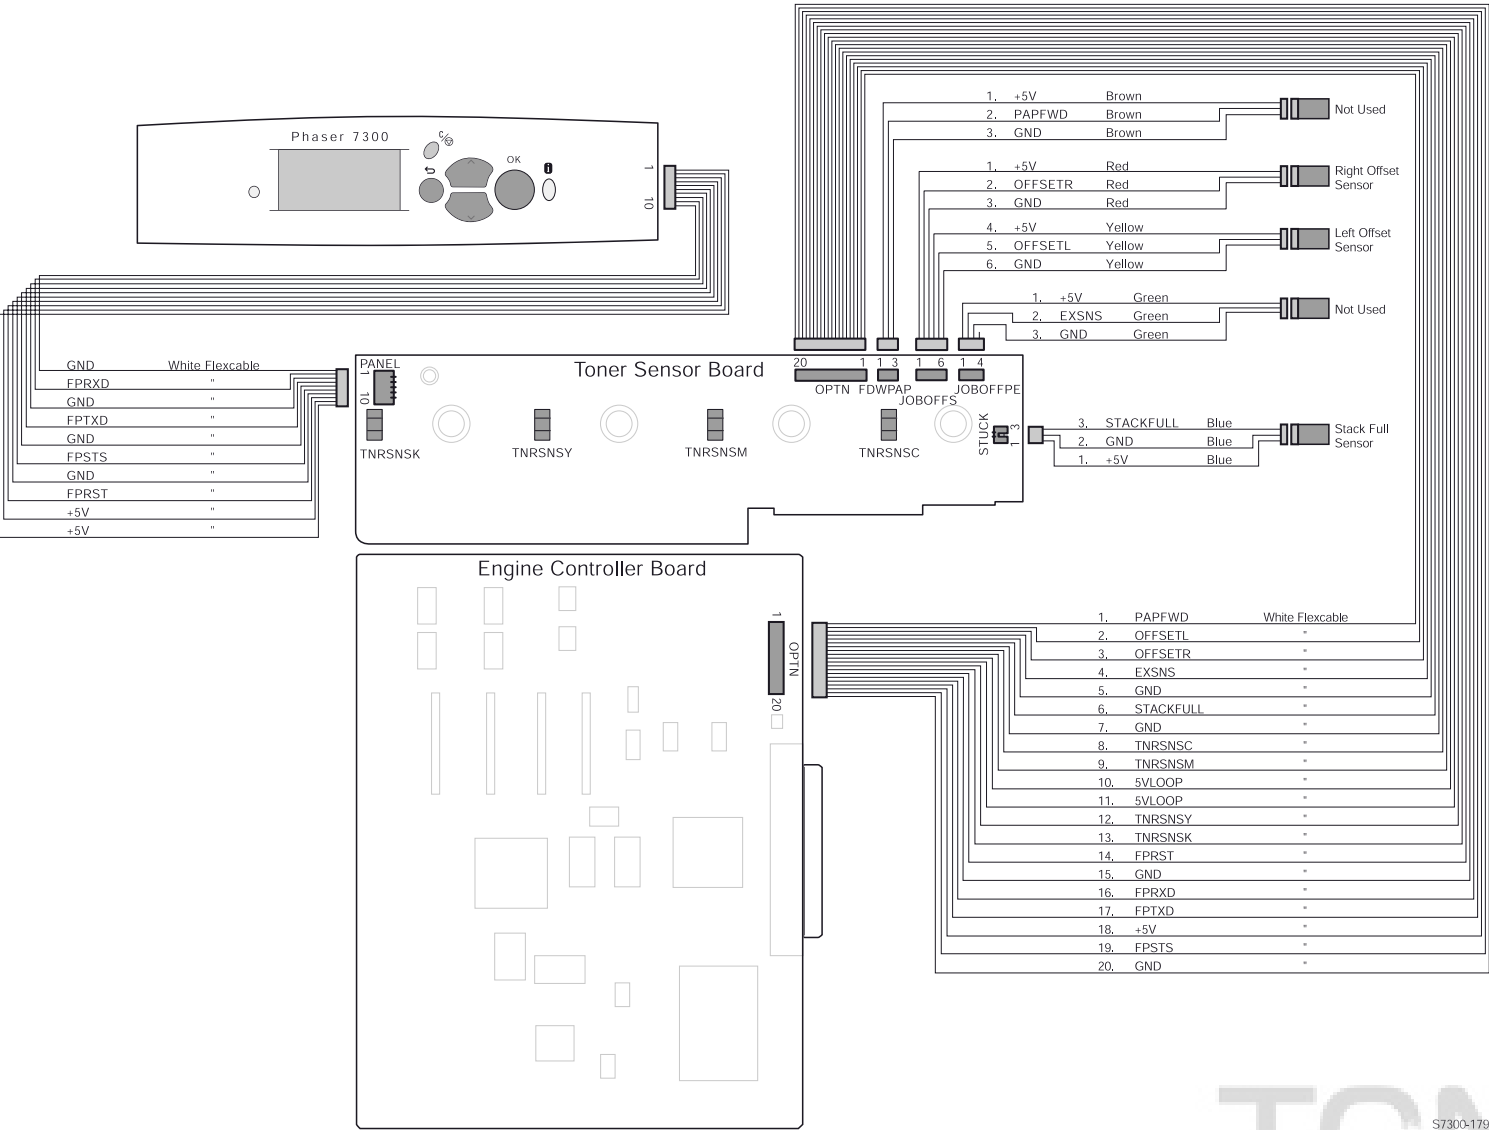 Phaser 7300
C/
OK
1
10
1. +5V Brown
2. PAPFWD Brown
3. GND Brown
Not Used
1. +5V Red
2. OFFSETR Red
3. GND Red
Right Offset
Sensor
4. +5V Yellow
5. OFFSETL Yellow
6. GND Yellow
Left Offset
Sensor
1. +5V Green
2. EXSNS Green
3. GND Green
Not Used
GND White Flexcable
FPRXD "
GND "
FPTXD "
GND "
FPSTS "
GND "
FPRST "
+5V "
+5V "
PANEL
1
10
Toner Sensor Board
20 1 1 3 1 6 1 4
OPTN FDWPAP JOBOFFPE
JOBOFFS
TNRSNSK
TNRSNSY
TNRSNSM
TNRSNSC
STUCK
1 3
3. STACKFULL Blue
2. GND Blue
1. +5V Blue
Stack Full
Sensor
Engine Controller Board
1
OPTN
20
1. PAPFWD White Flexcable
2. OFFSETL "
3. OFFSETR "
4. EXSNS "
5. GND "
6. STACKFULL "
7. GND "
8. TNRSNSC "
9. TNRSNSM "
10. 5VLOOP "
11. 5VLOOP "
12. TNRSNSY "
13. TNRSNSK "
14. FPRST "
15. GND "
16. FPRXD "
17. FPTXD "
18. +5V "
19. FPSTS "
20. GND "
S7300-179